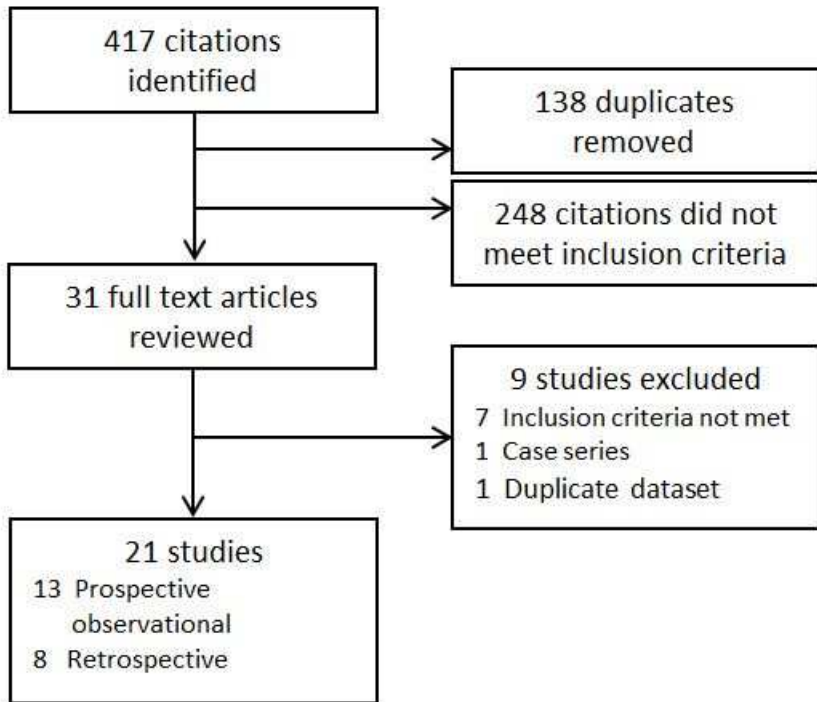 417 citations
identified
138 duplicates
removed
248 citations did not
meet inclusion criteria
31 full text articles
reviewed
9 studies excluded
7 Inclusion criteria not met
1 Case series
1 Duplicate dataset
21 studies
13 Prospective
observational
8 Retrospective